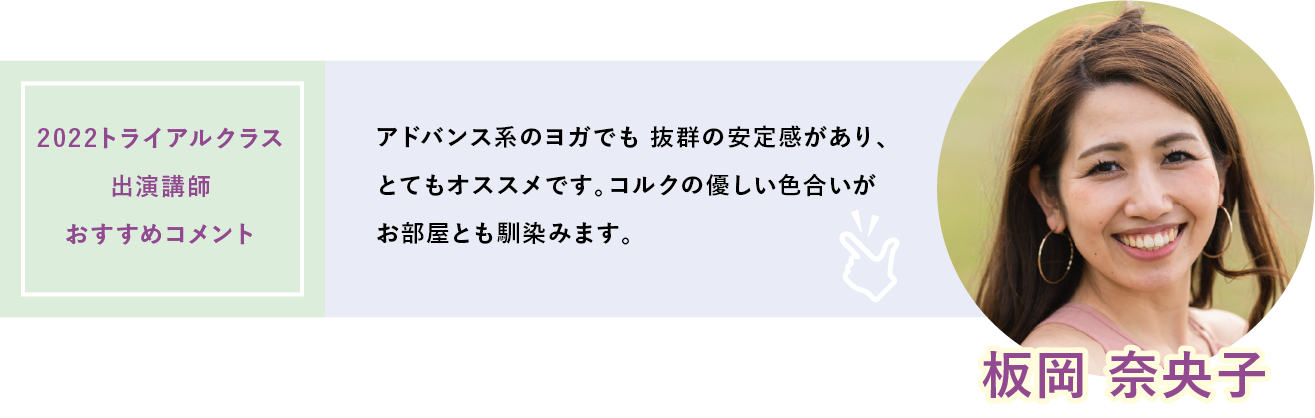 2022トライアルクラス
出演講師
おすすめコメント
アドバンス系のヨガでも 抜群の安定感があり、
とてもオススメです。コルクの優しい色合いが
お部屋とも馴染みます。
板岡 奈央子